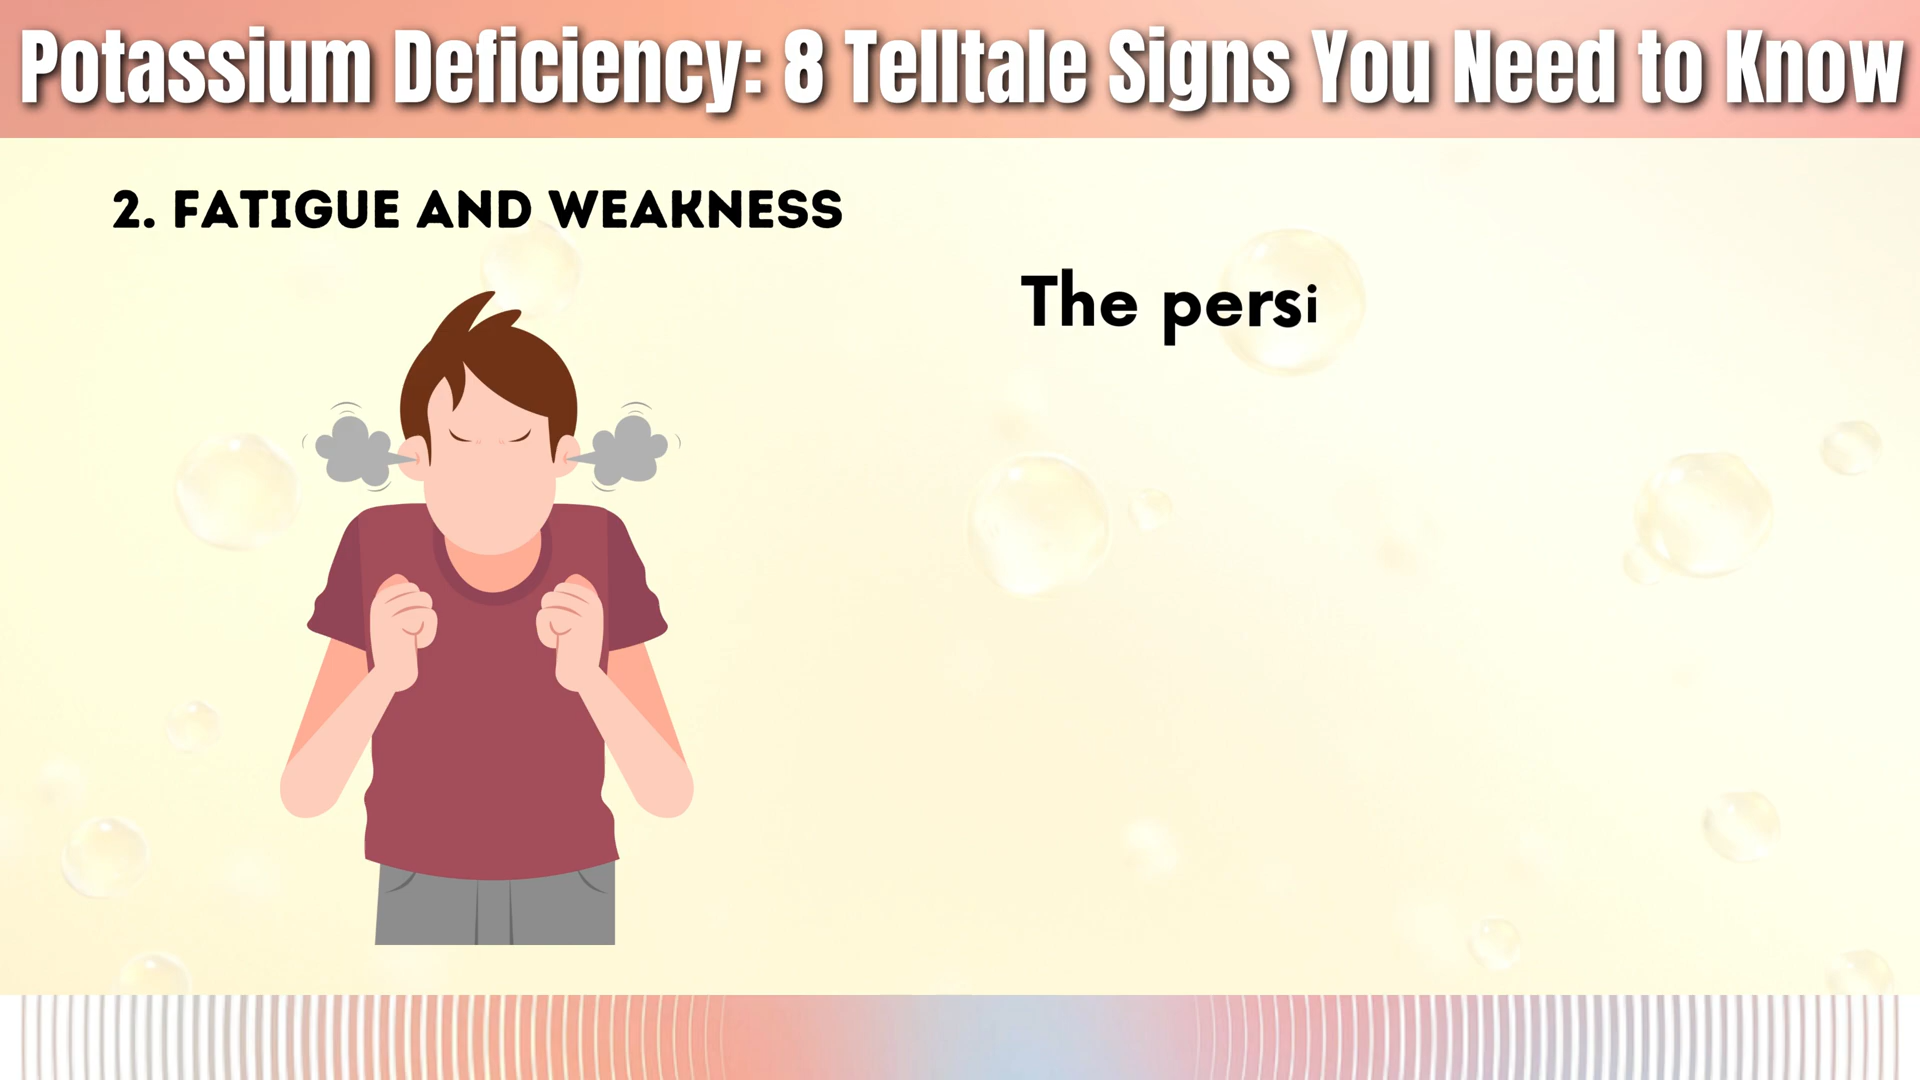 Potassium Deficiency: 8 Telltale Signs You Need to Know
2. FATIGUE AND WEAKNESS
The persi